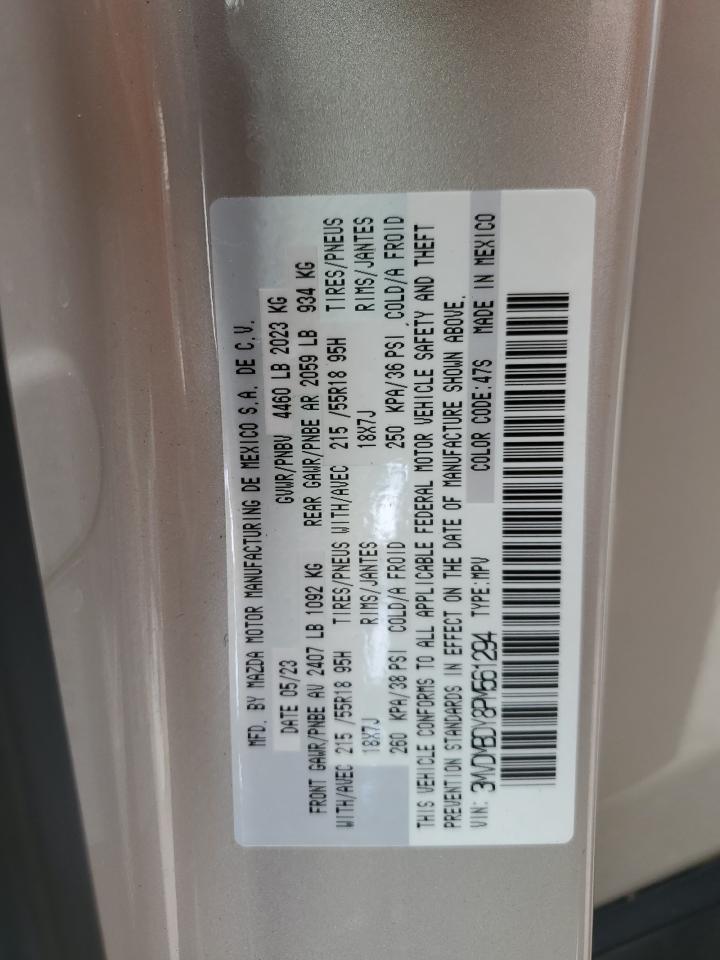 MFD. BY MAZDA MOTOR MANUFACTURING DE MEXICO S.A. DE C.V.
DATE 05/23 GVWR/PNBV 4460 LB 2023 KG
FRONT GAWR/PNBE AV 2407 LB 1092 KG REAR GAWR/PNBE AR 2059 LB 934 KG
WITH/AVEC 215 /55R18 95H TIRES/PNEUS WITH/AVEC 215 /55R18 95H TIRES/PNEUS
18X7J RIMS/JANTES 18X7J RIMS/JANTES
260 KPA/38 PSI COLD/A FROID 250 KPA/36 PSI COLD/A FROID
THIS VEHICLE CONFORMS TO ALL APPLICABLE FEDERAL MOTOR VEHICLE SAFETY AND THEFT
PREVENTION STANDARDS IN EFFECT ON THE DATE OF MANUFACTURE SHOWN ABOVE.
VIN: 3MVDMBDY8PM561294 TYPE:MPV COLOR CODE:47S MADE IN MEXICO